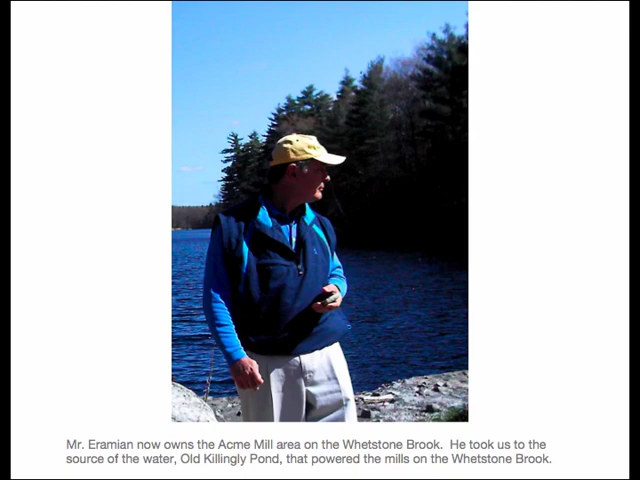 Mr. Eramian now owns the Acme Mill area on the Whetstone Brook.  He took us to the
source of the water, Old Killingly Pond, that powered the mills on the Whetstone Brook.